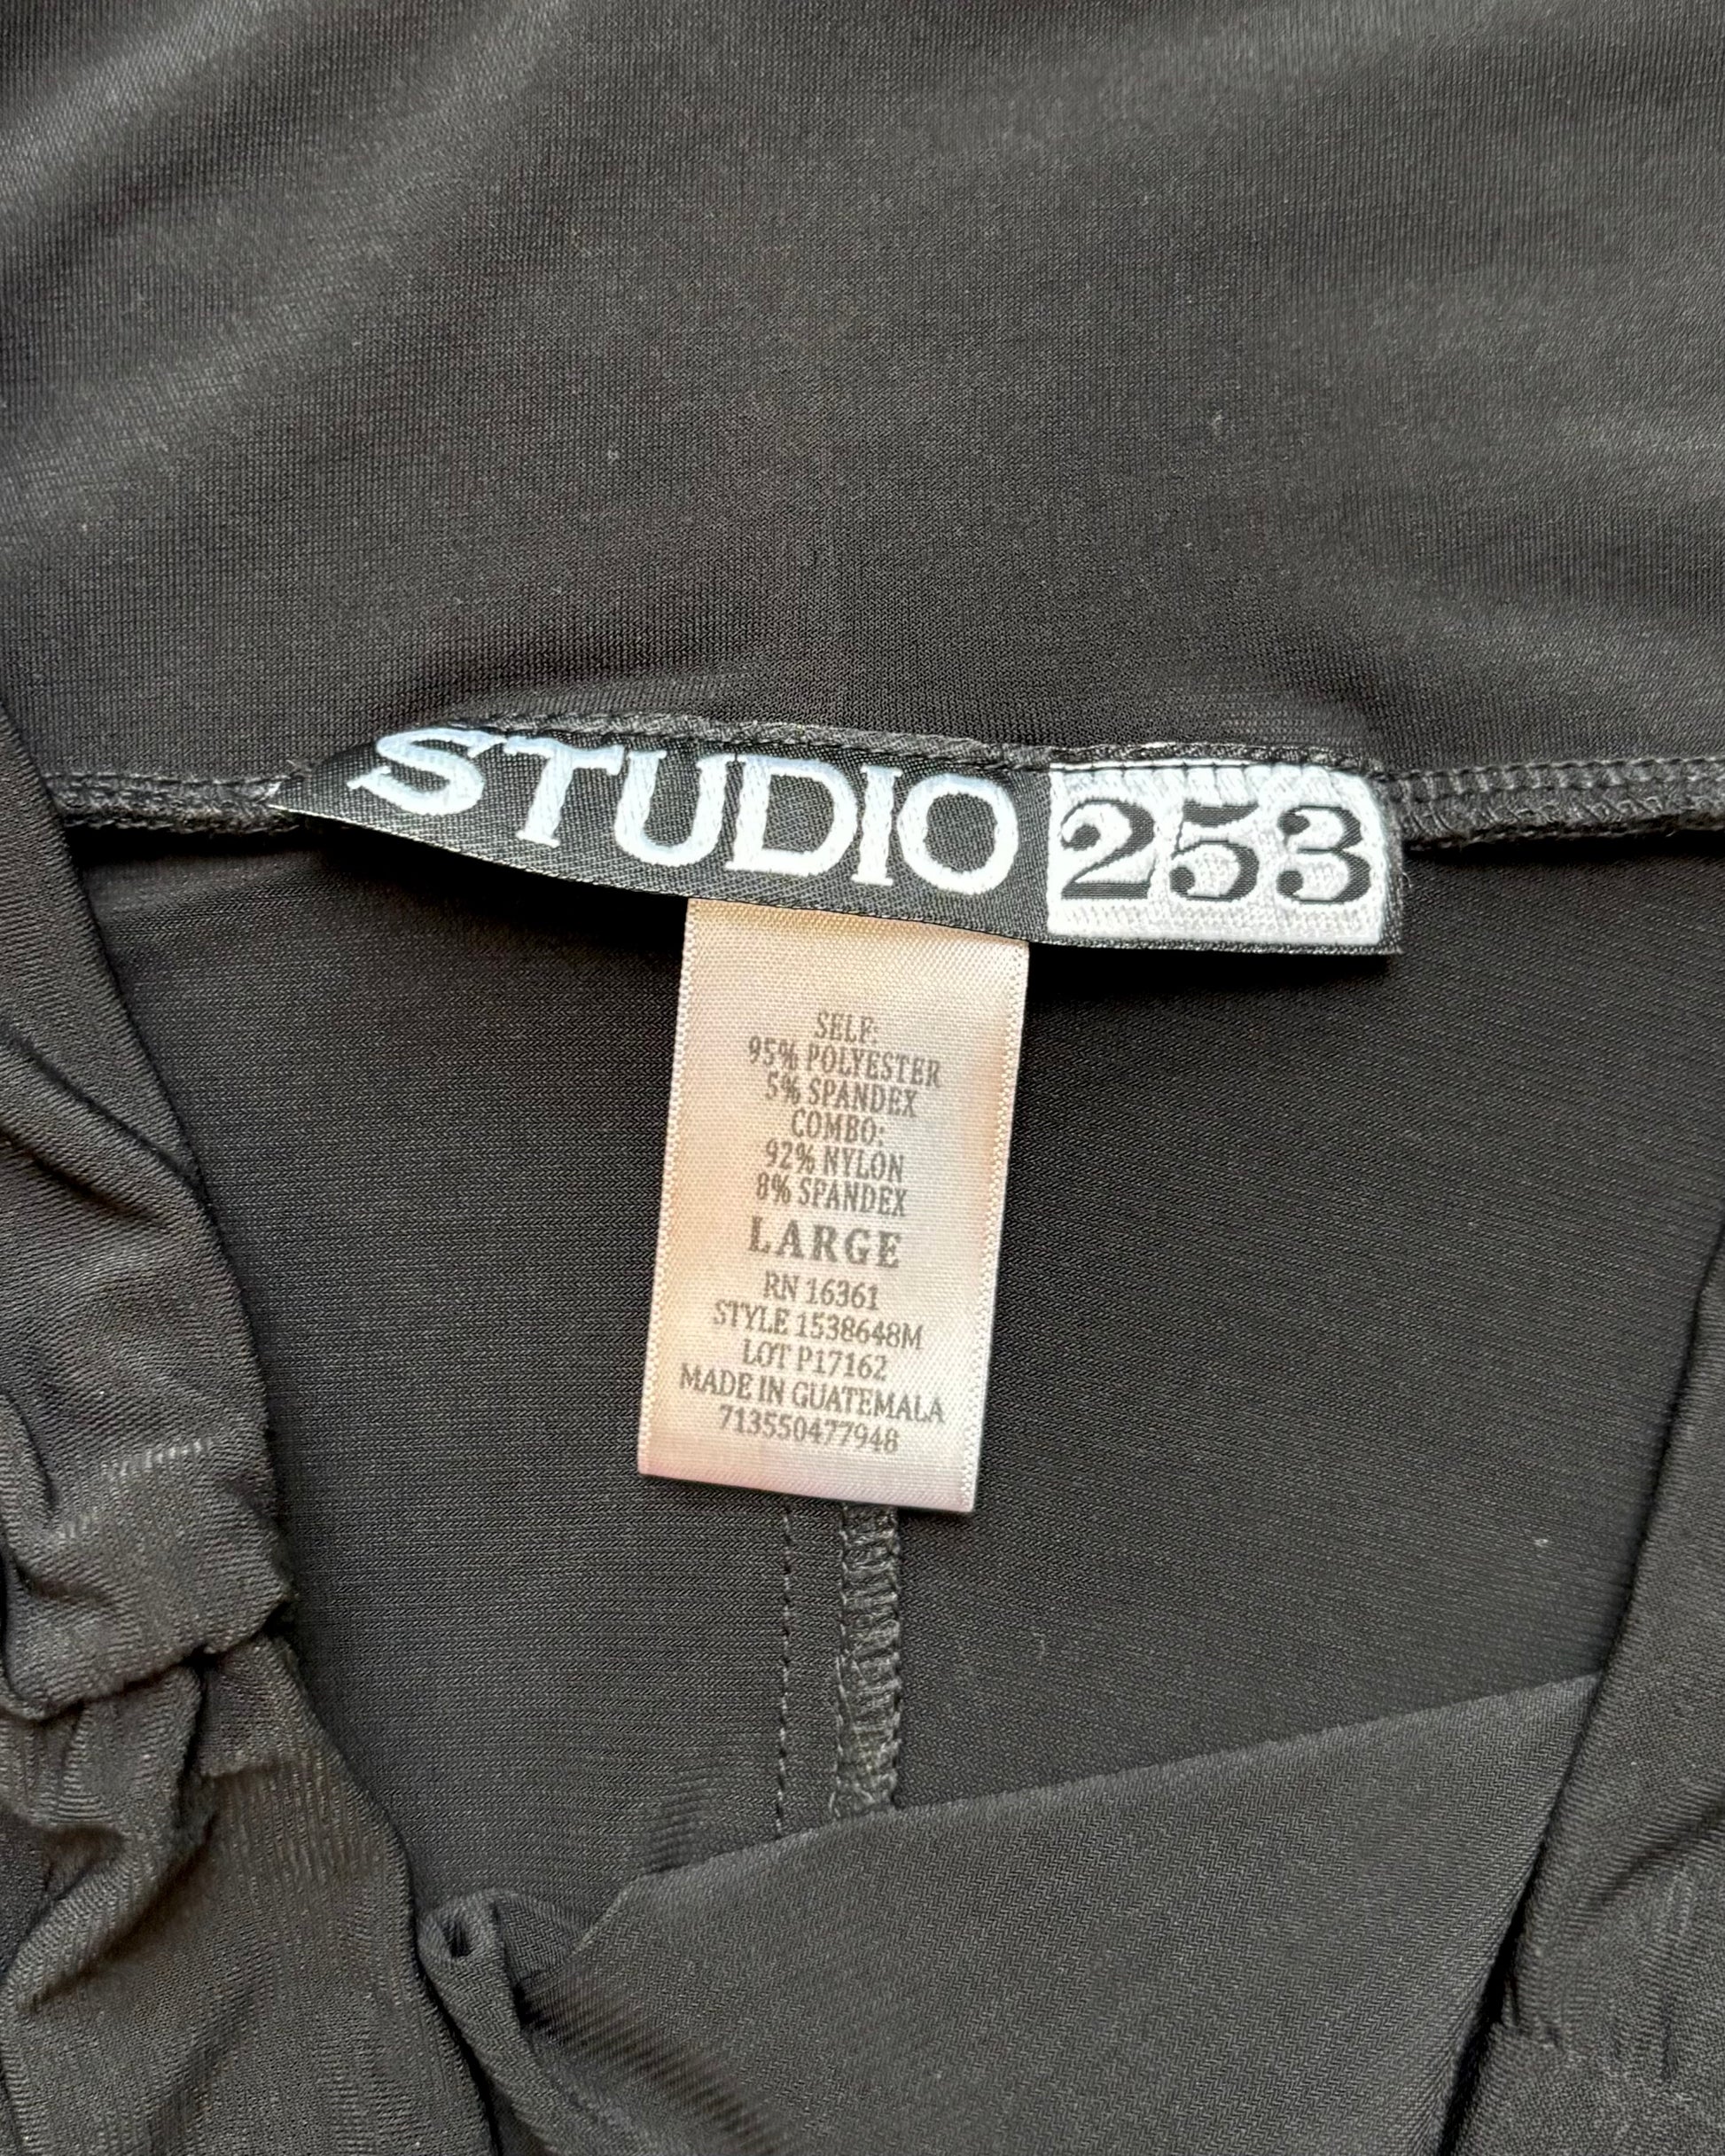 STUDIO 253
SELF:
95% POLYESTER
5% SPANDEX
COMBO:
92% NYLON
8% SPANDEX
LARGE
RN 16361
STYLE 1538648M
LOT P17162
MADE IN GUATEMALA
713550477948